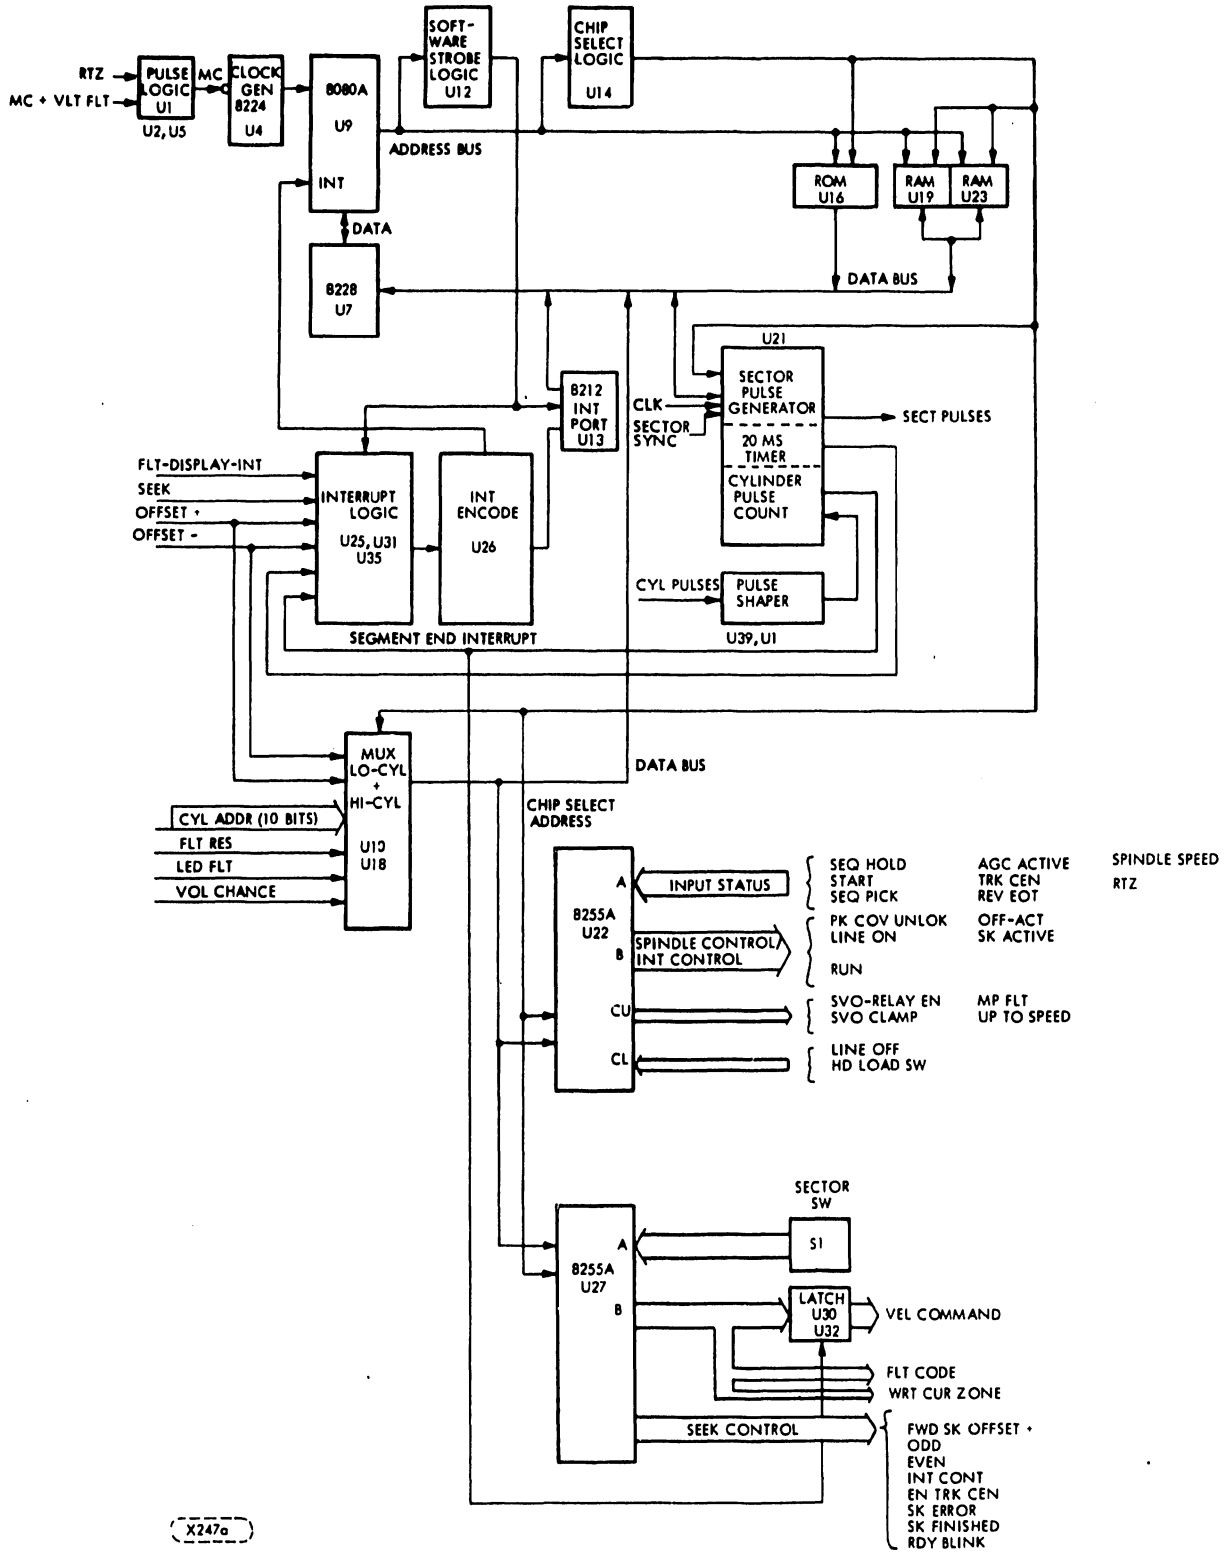 SOFT-
WARE
STROBE
LOGIC
U12
CHIP
SELECT
LOGIC
U14
RTZ
MC + VLT FLT
PULSE
LOGIC
U1
U2, U5
MC
CLOCK
GEN
8224
U4
8080A
U9
INT
ADDRESS BUS
ROM
U16
RAM
U19
RAM
U23
DATA
8228
U7
DATA BUS
U21
SECTOR
PULSE
GENERATOR
20 MS
TIMER
CYLINDER
PULSE
COUNT
CLK
SECTOR
SYNC
SECT PULSES
8212
INT
PORT
U13
FLT-DISPLAY-INT
SEEK
OFFSET +
OFFSET -
INTERRUPT
LOGIC
U25, U31
U35
INT
ENCODE
U26
CYL PULSES
PULSE
SHAPER
U39, U1
SEGMENT END INTERRUPT
MUX
LO-CYL
+
HI-CYL
U10
U18
CYL ADDR (10 BITS)
FLT RES
LED FLT
VOL CHANCE
DATA BUS
CHIP SELECT
ADDRESS
8255A
U22
A
B
CU
CL
INPUT STATUS
SPINDLE CONTROL/
INT CONTROL
SEQ HOLD AGC ACTIVE SPINDLE SPEED
START TRK CEN RTZ
SEQ PICK REV EOT
PK COV UNLOK OFF-ACT
LINE ON SK ACTIVE
RUN
SVO-RELAY EN MP FLT
SVO CLAMP UP TO SPEED
LINE OFF
HD LOAD SW
SECTOR
SW
S1
8255A
U27
A
B
LATCH
U30
U32
VEL COMMAND
FLT CODE
WRT CUR ZONE
SEEK CONTROL
FWD SK OFFSET +
ODD
EVEN
INT CONT
EN TRK CEN
SK ERROR
SK FINISHED
RDY BLINK
X247a